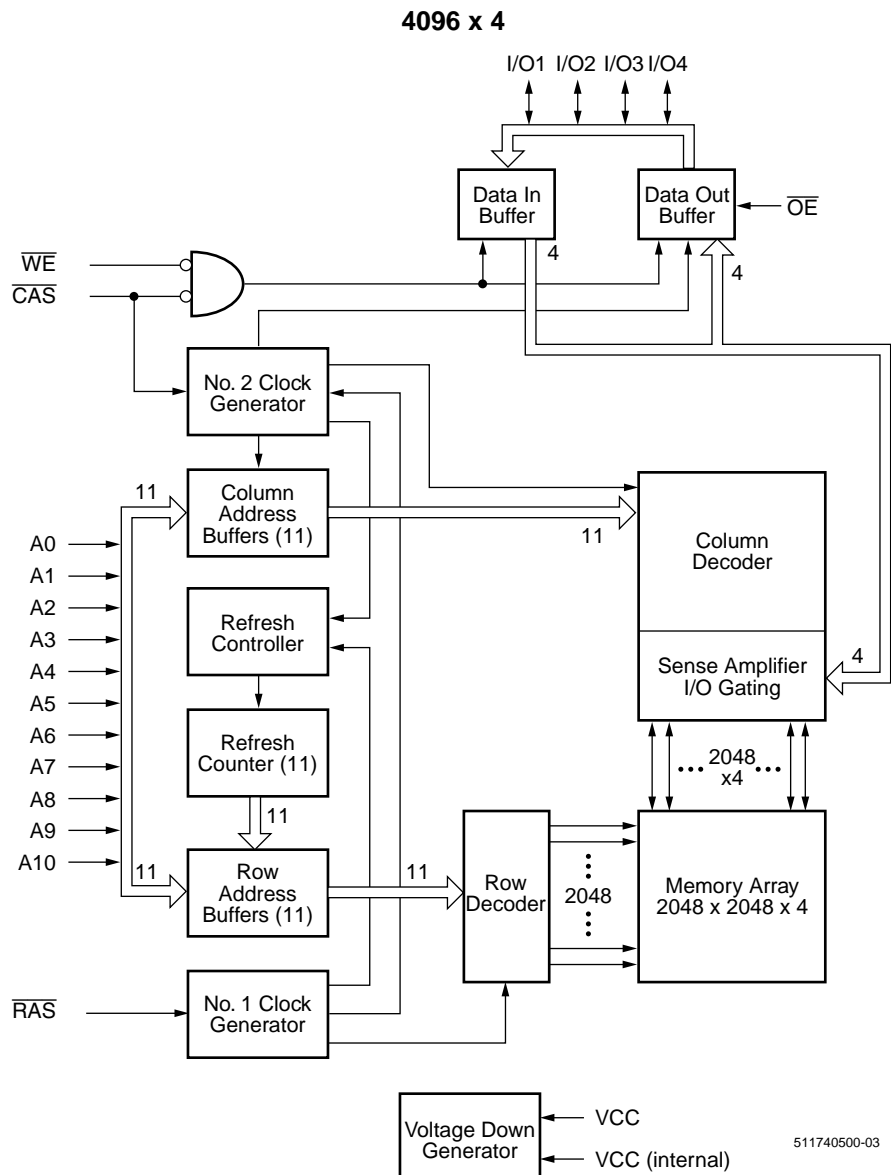 4096 x 4
I/O1 I/O2 I/O3 I/O4
Data In
Buffer
Data Out
Buffer
OE
4
4
WE
CAS
No. 2 Clock
Generator
11
Column
Address
Buffers (11)
11
Column
Decoder
A0
A1
A2
A3
A4
A5
A6
A7
A8
A9
A10
Refresh
Controller
Sense Amplifier
I/O Gating
4
Refresh
Counter (11)
11
2048
x4
11
Row
Address
Buffers (11)
11
Row
Decoder
2048
Memory Array
2048 x 2048 x 4
RAS
No. 1 Clock
Generator
Voltage Down
Generator
VCC
VCC (internal)
511740500-03